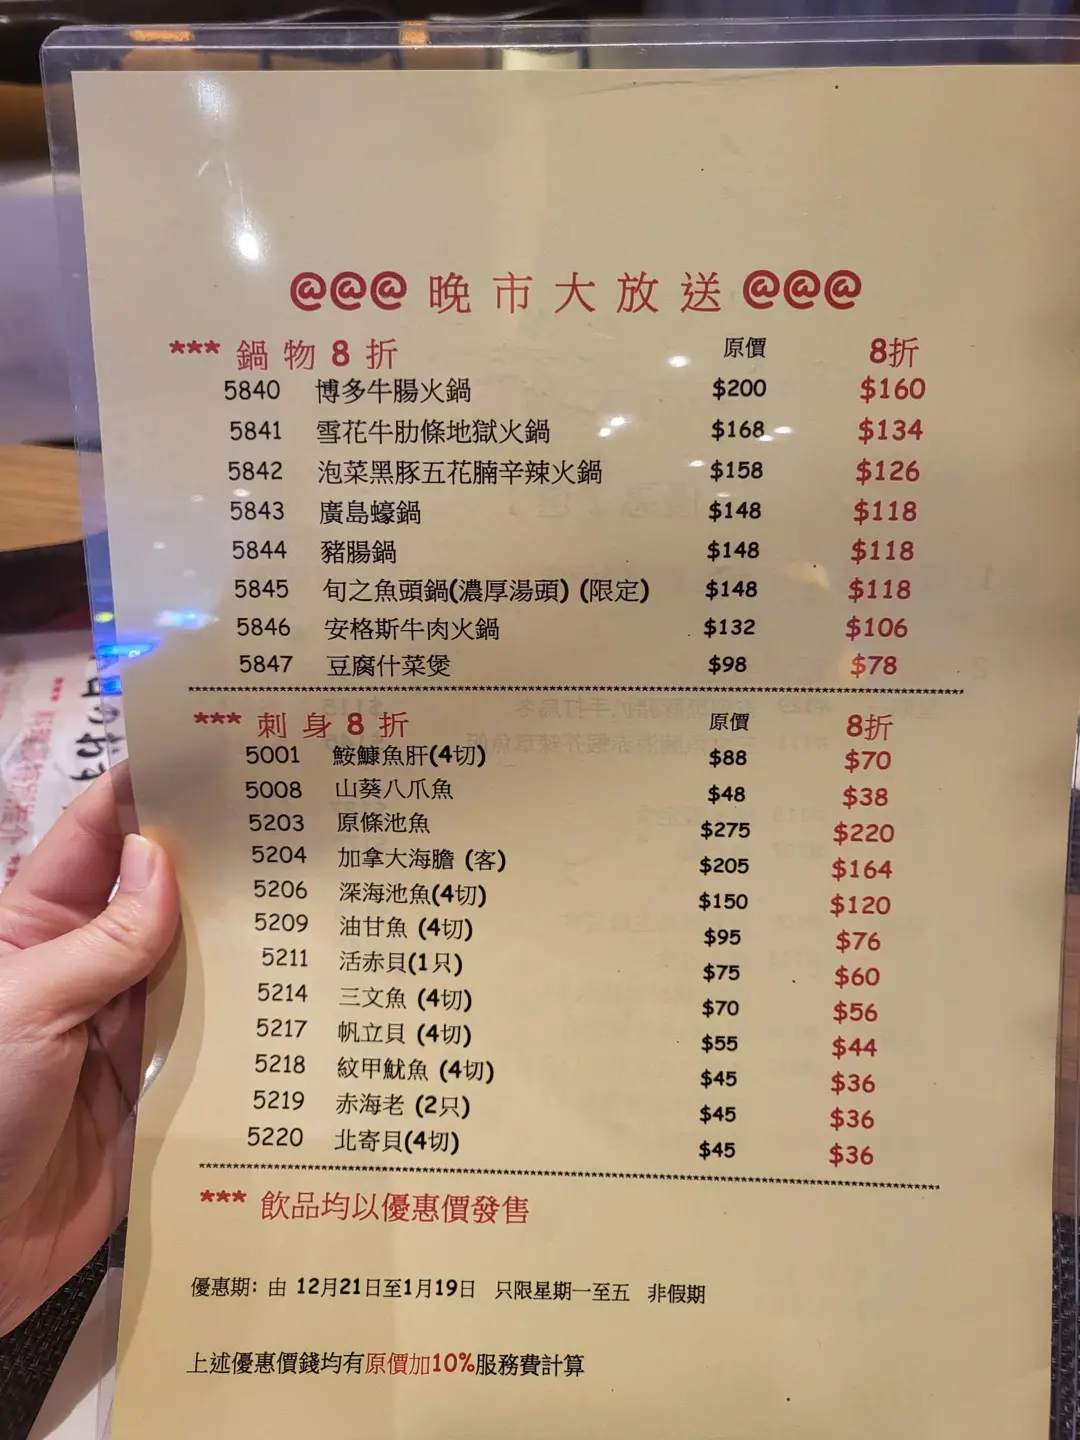 @@@ 晚市大放送 @@@
*** 鍋物8折 原價 8折
5840 博多牛腸火鍋 $200 $160
5841 雪花牛肋條地獄火鍋 $168 $134
5842 泡菜黑豚五花腩辛辣火鍋 $158 $126
5843 廣島蠔鍋 $148 $118
5844 豬腸鍋 $148 $118
5845 旬之魚頭鍋(濃厚湯頭) (限定) $148 $118
5846 安格斯牛肉火鍋 $132 $106
5847 豆腐什菜煲 $98 $78
*** 刺身8折 原價 8折
5001 鮟鱇魚肝(4切) $88 $70
5008 山葵八爪魚 $48 $38
5203 原條池魚 $275 $220
5204 加拿大海膽 (客) $205 $164
5206 深海池魚(4切) $150 $120
5209 油甘魚 (4切) $95 $76
5211 活赤貝(1只) $75 $60
5214 三文魚 (4切) $70 $56
5217 帆立貝 (4切) $55 $44
5218 紋甲魷魚 (4切) $45 $36
5219 赤海老 (2只) $45 $36
5220 北寄貝(4切) $45 $36
*** 飲品均以優惠價發售
優惠期: 由 12月21日至1月19日 只限星期一至五 非假期
上述優惠價錢均有原價加10%服務費計算